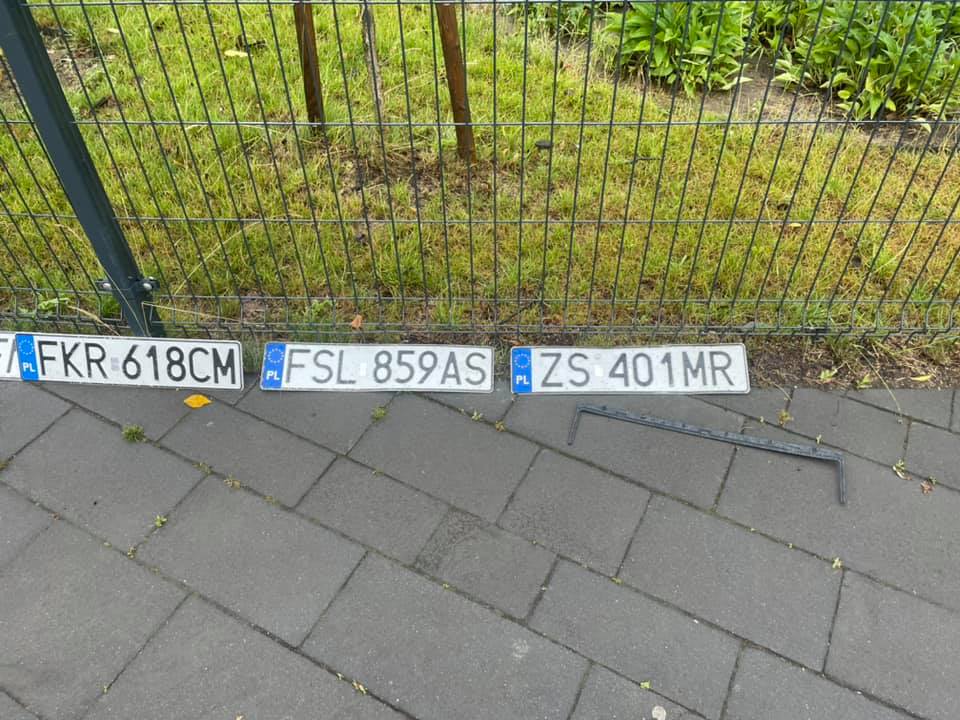 PL FKR 618CM
PL FSL 859AS
PL ZS 401MR